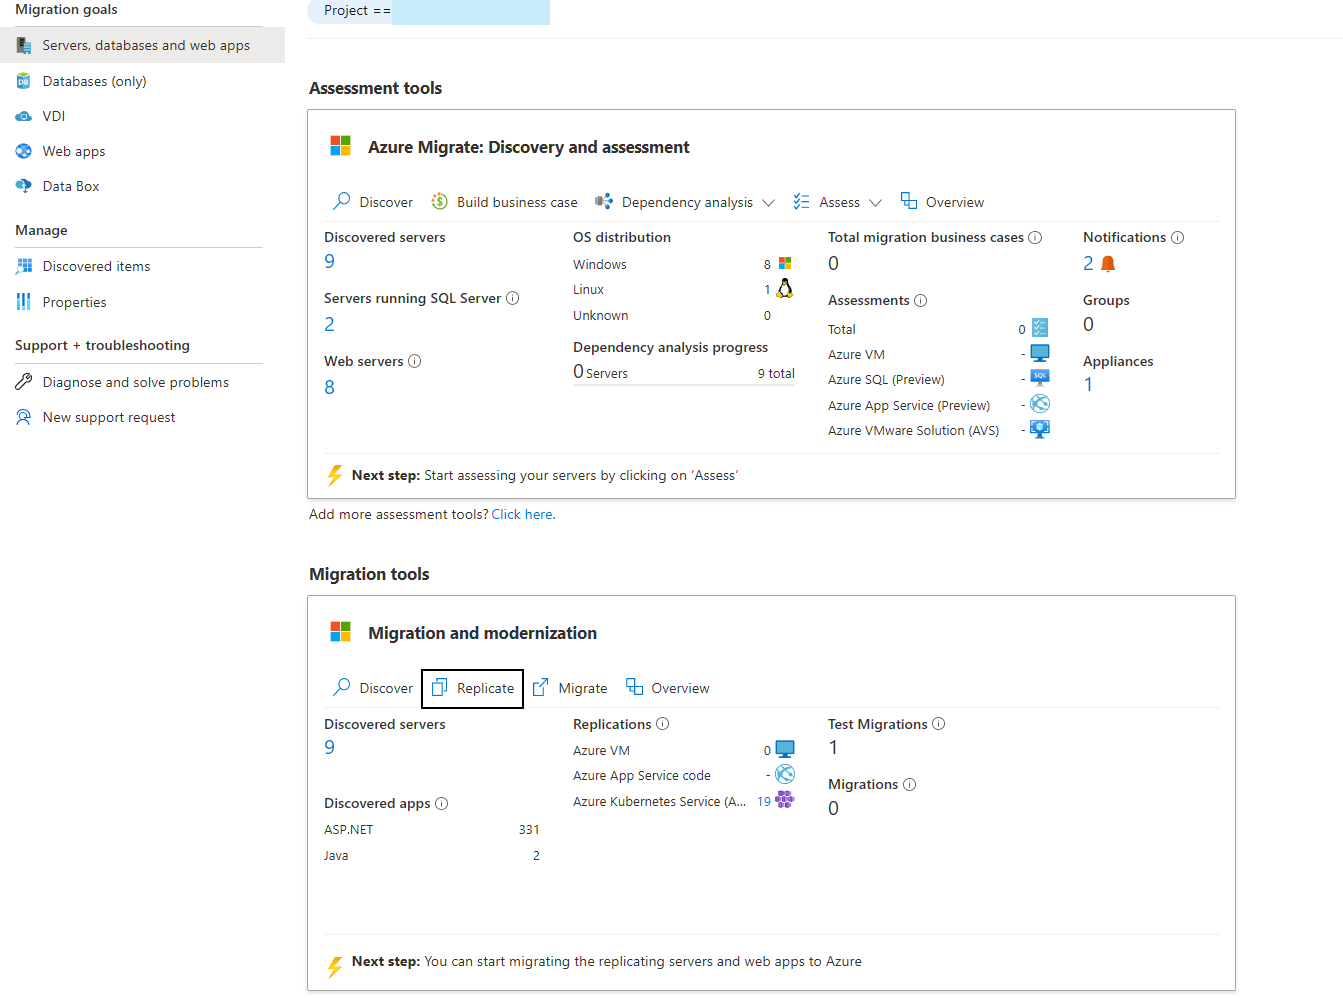 Migration goals
Servers, databases and web apps
Databases (only)
VDI
Web apps
Data Box
Manage
Discovered items
Properties
Support + troubleshooting
Diagnose and solve problems
New support request
Project ==
Assessment tools
Azure Migrate: Discovery and assessment
Discover Build business case Dependency analysis Assess Overview
Discovered servers
9
Servers running SQL Server
2
Web servers
8
OS distribution
Windows 8
Linux 1
Unknown 0
Dependency analysis progress
0 Servers 9 total
Total migration business cases
0
Assessments
Total 0
Azure VM -
Azure SQL (Preview) -
Azure App Service (Preview) -
Azure VMware Solution (AVS) -
Notifications
2
Groups
0
Appliances
1
Next step: Start assessing your servers by clicking on ‘Assess’
Add more assessment tools? Click here.
Migration tools
Migration and modernization
Discover Replicate Migrate Overview
Discovered servers
9
Discovered apps
ASP.NET 331
Java 2
Replications
Azure VM 0
Azure App Service code -
Azure Kubernetes Service (A... 19
Test Migrations
1
Migrations
0
Next step: You can start migrating the replicating servers and web apps to Azure